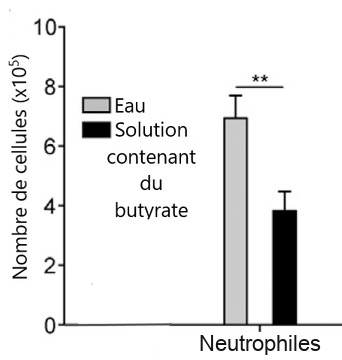 10
8
6
4
2
0
Nombre de cellules (x10⁵)
Eau
Solution
contenant
du
butyrate
**
Neutrophiles